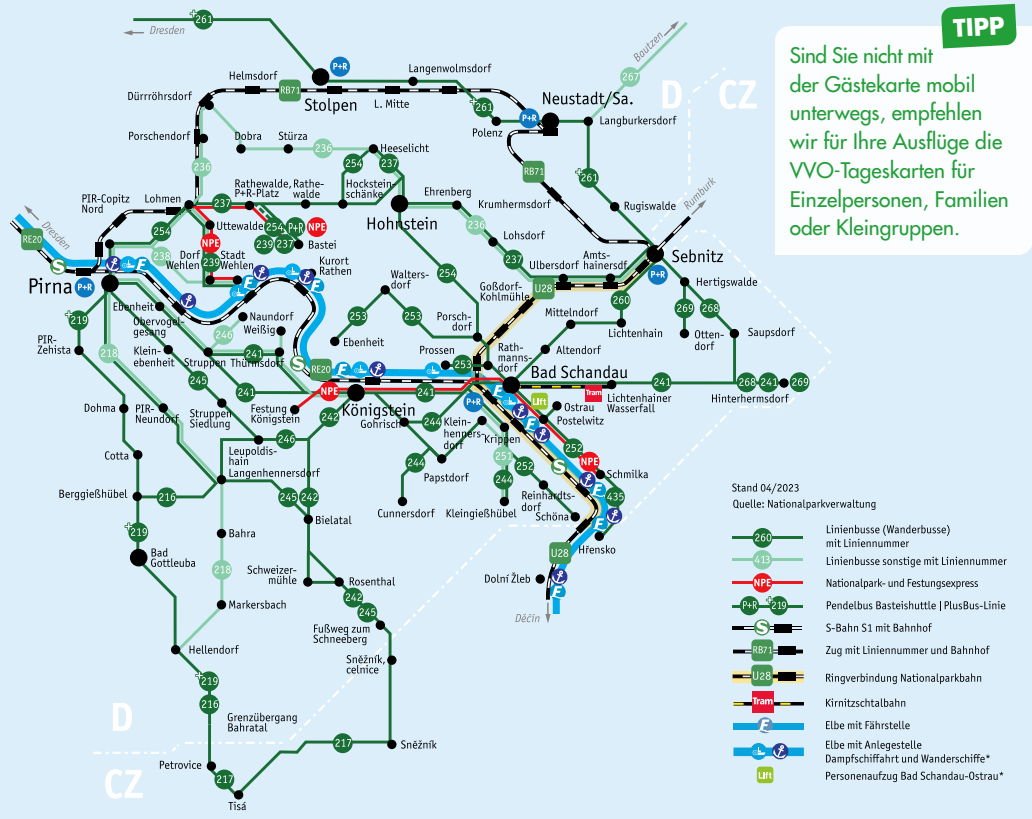 TIPP
Sind Sie nicht mit
der Gästekarte mobil
unterwegs, empfehlen
wir für Ihre Ausflüge die
VVO-Tageskarten für
Einzelpersonen, Familien
oder Kleingruppen.
Dresden
+261
P+R
Langenwolmsdorf
Helmsdorf
RB71
Stolpen
L. Mitte
Bautzen
267
D
CZ
Dürrröhrsdorf
+261
Neustadt/Sa.
P+R
Polenz
Langburkersdorf
Porschendorf
Dobra
Stürza
236
Heeselicht
254
237
236
RB71
+261
Hockstein
schänke
Rathewalde,
P+R-Platz
Rathe-
walde
Ehrenberg
Krumhermsdorf
Rugiswalde
Rumburk
PIR-Copitz
Nord
Lohmen
237
Hohnstein
236
Lohsdorf
237
Sebnitz
P+R
Dresden
RE20
254
Uttewalde
NPE
254
P+R
NPE
239
237
Bastei
238
Dorf
Wehlen
239
Stadt
Wehlen
Kurort
Rathen
254
Ulbersdorf
Amts-
hainersdf.
U28
Goßdorf-
Kohlmühle
260
Hertigswalde
269
268
Pirna
P+R
S
E
Walters-
dorf
253
253
Ebenheit
Porsch-
dorf
Mitteldorf
Lichtenhain
Otten-
dorf
Saupsdorf
+219
PIR-
Zehista
Ebenheit
Obervogel-
gesang
Naundorf
246
Weißig
218
Klein-
ebenheit
Struppen
241
Thürmsdorf
S
RE20
E
Prossen
253
Rath-
manns-
dorf
Altendorf
Bad Schandau
245
241
NPE
Festung
Königstein
Königstein
241
P+R
Lift
Tram
Lichtenhainer
Wasserfall
241
268
241
269
Hinterhermsdorf
Dohma
PIR-
Neundorf
Struppen
Siedlung
242
Gohrisch
244
Klein-
henners-
dorf
Krippen
Ostrau
Postelwitz
252
NPE
246
Leupoldis-
hain
Langenhennersdorf
Cotta
244
Papstdorf
251
252
244
S
Schmilka
435
Berggießhübel
216
245
242
Cunnersdorf
Kleingießhübel
Reinhardts-
dorf
Schöna
+219
Bielatal
Bahra
Hřensko
Bad
Gottleuba
218
Schweizer-
mühle
Rosenthal
U28
Dolní Žleb
Děčín
Markersbach
242
245
Fußweg zum
Schneeberg
Hellendorf
Sněžník,
celnice
+219
216
D
Grenzübergang
Bahratal
CZ
Petrovice
217
217
Sněžník
Tisá
Stand 04/2023
Quelle: Nationalparkverwaltung
260
Linienbusse (Wanderbusse)
mit Liniennummer
413
Linienbusse sonstige mit Liniennummer
NPE
Nationalpark- und Festungsexpress
P+R
+219
Pendelbus Basteishuttle | PlusBus-Linie
S
S-Bahn S1 mit Bahnhof
RB71
Zug mit Liniennummer und Bahnhof
U28
Ringverbindung Nationalparkbahn
Tram
Kirnitzschtalbahn
F
Elbe mit Fährstelle
Elbe mit Anlegestelle
Dampfschiffahrt und Wanderschiffe*
Lift
Personenaufzug Bad Schandau-Ostrau*